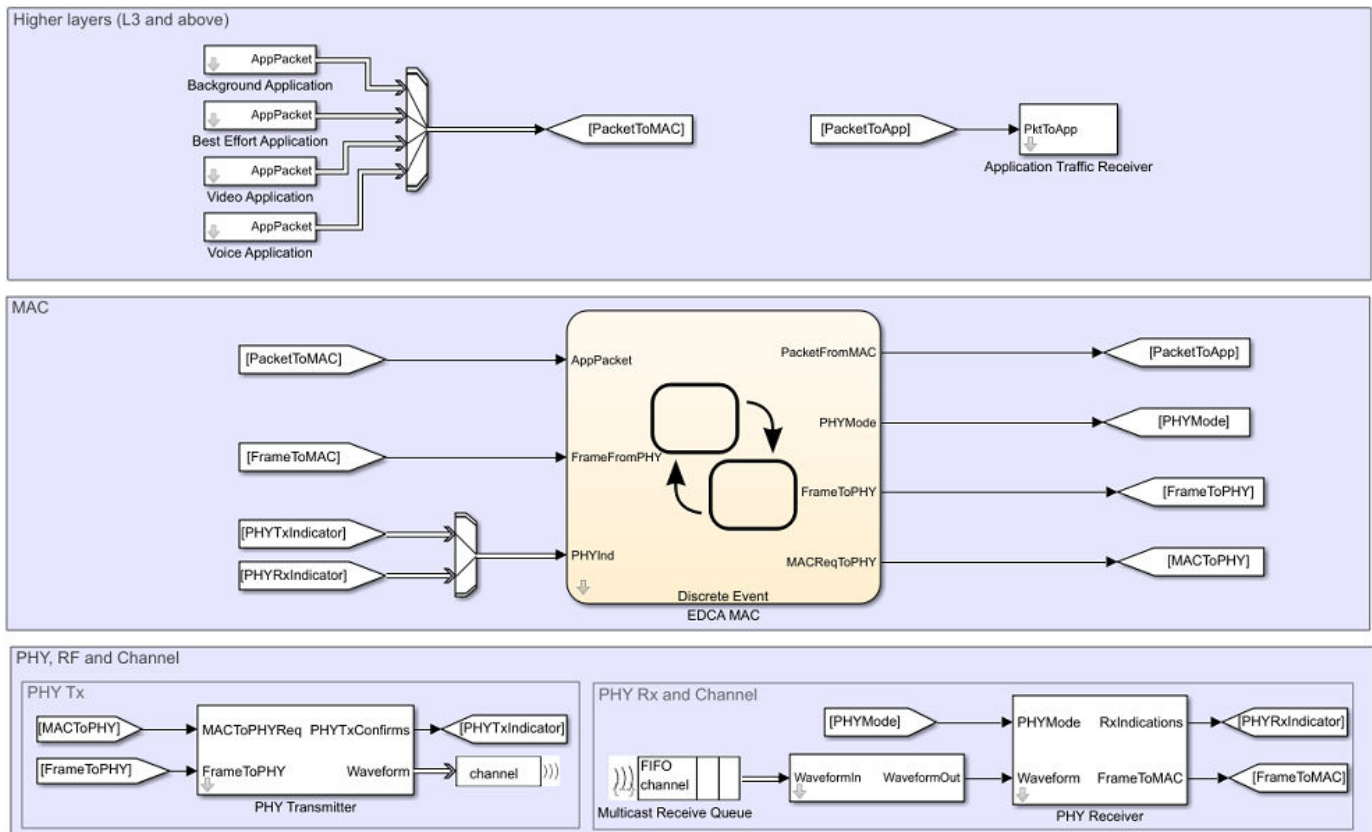 Higher layers (L3 and above)
AppPacket
Background Application
AppPacket
Best Effort Application
AppPacket
Video Application
AppPacket
Voice Application
[PacketToMAC]
[PacketToApp]
PktToApp
Application Traffic Receiver
MAC
[PacketToMAC]
[FrameToMAC]
[PHYTxIndicator]
[PHYRxIndicator]
AppPacket
FrameFromPHY
PHYInd
PacketFromMAC
PHYMode
FrameToPHY
MACReqToPHY
Discrete Event
EDCA MAC
[PacketToApp]
[PHYMode]
[FrameToPHY]
[MACToPHY]
PHY, RF and Channel
PHY Tx
[MACToPHY]
[FrameToPHY]
MACToPHYReq PHYTxConfirms
FrameToPHY Waveform
PHY Transmitter
[PHYTxIndicator]
channel
PHY Rx and Channel
[PHYMode]
FIFO
channel
Multicast Receive Queue
WaveformIn WaveformOut
PHYMode RxIndications
Waveform FrameToMAC
PHY Receiver
[PHYRxIndicator]
[FrameToMAC]